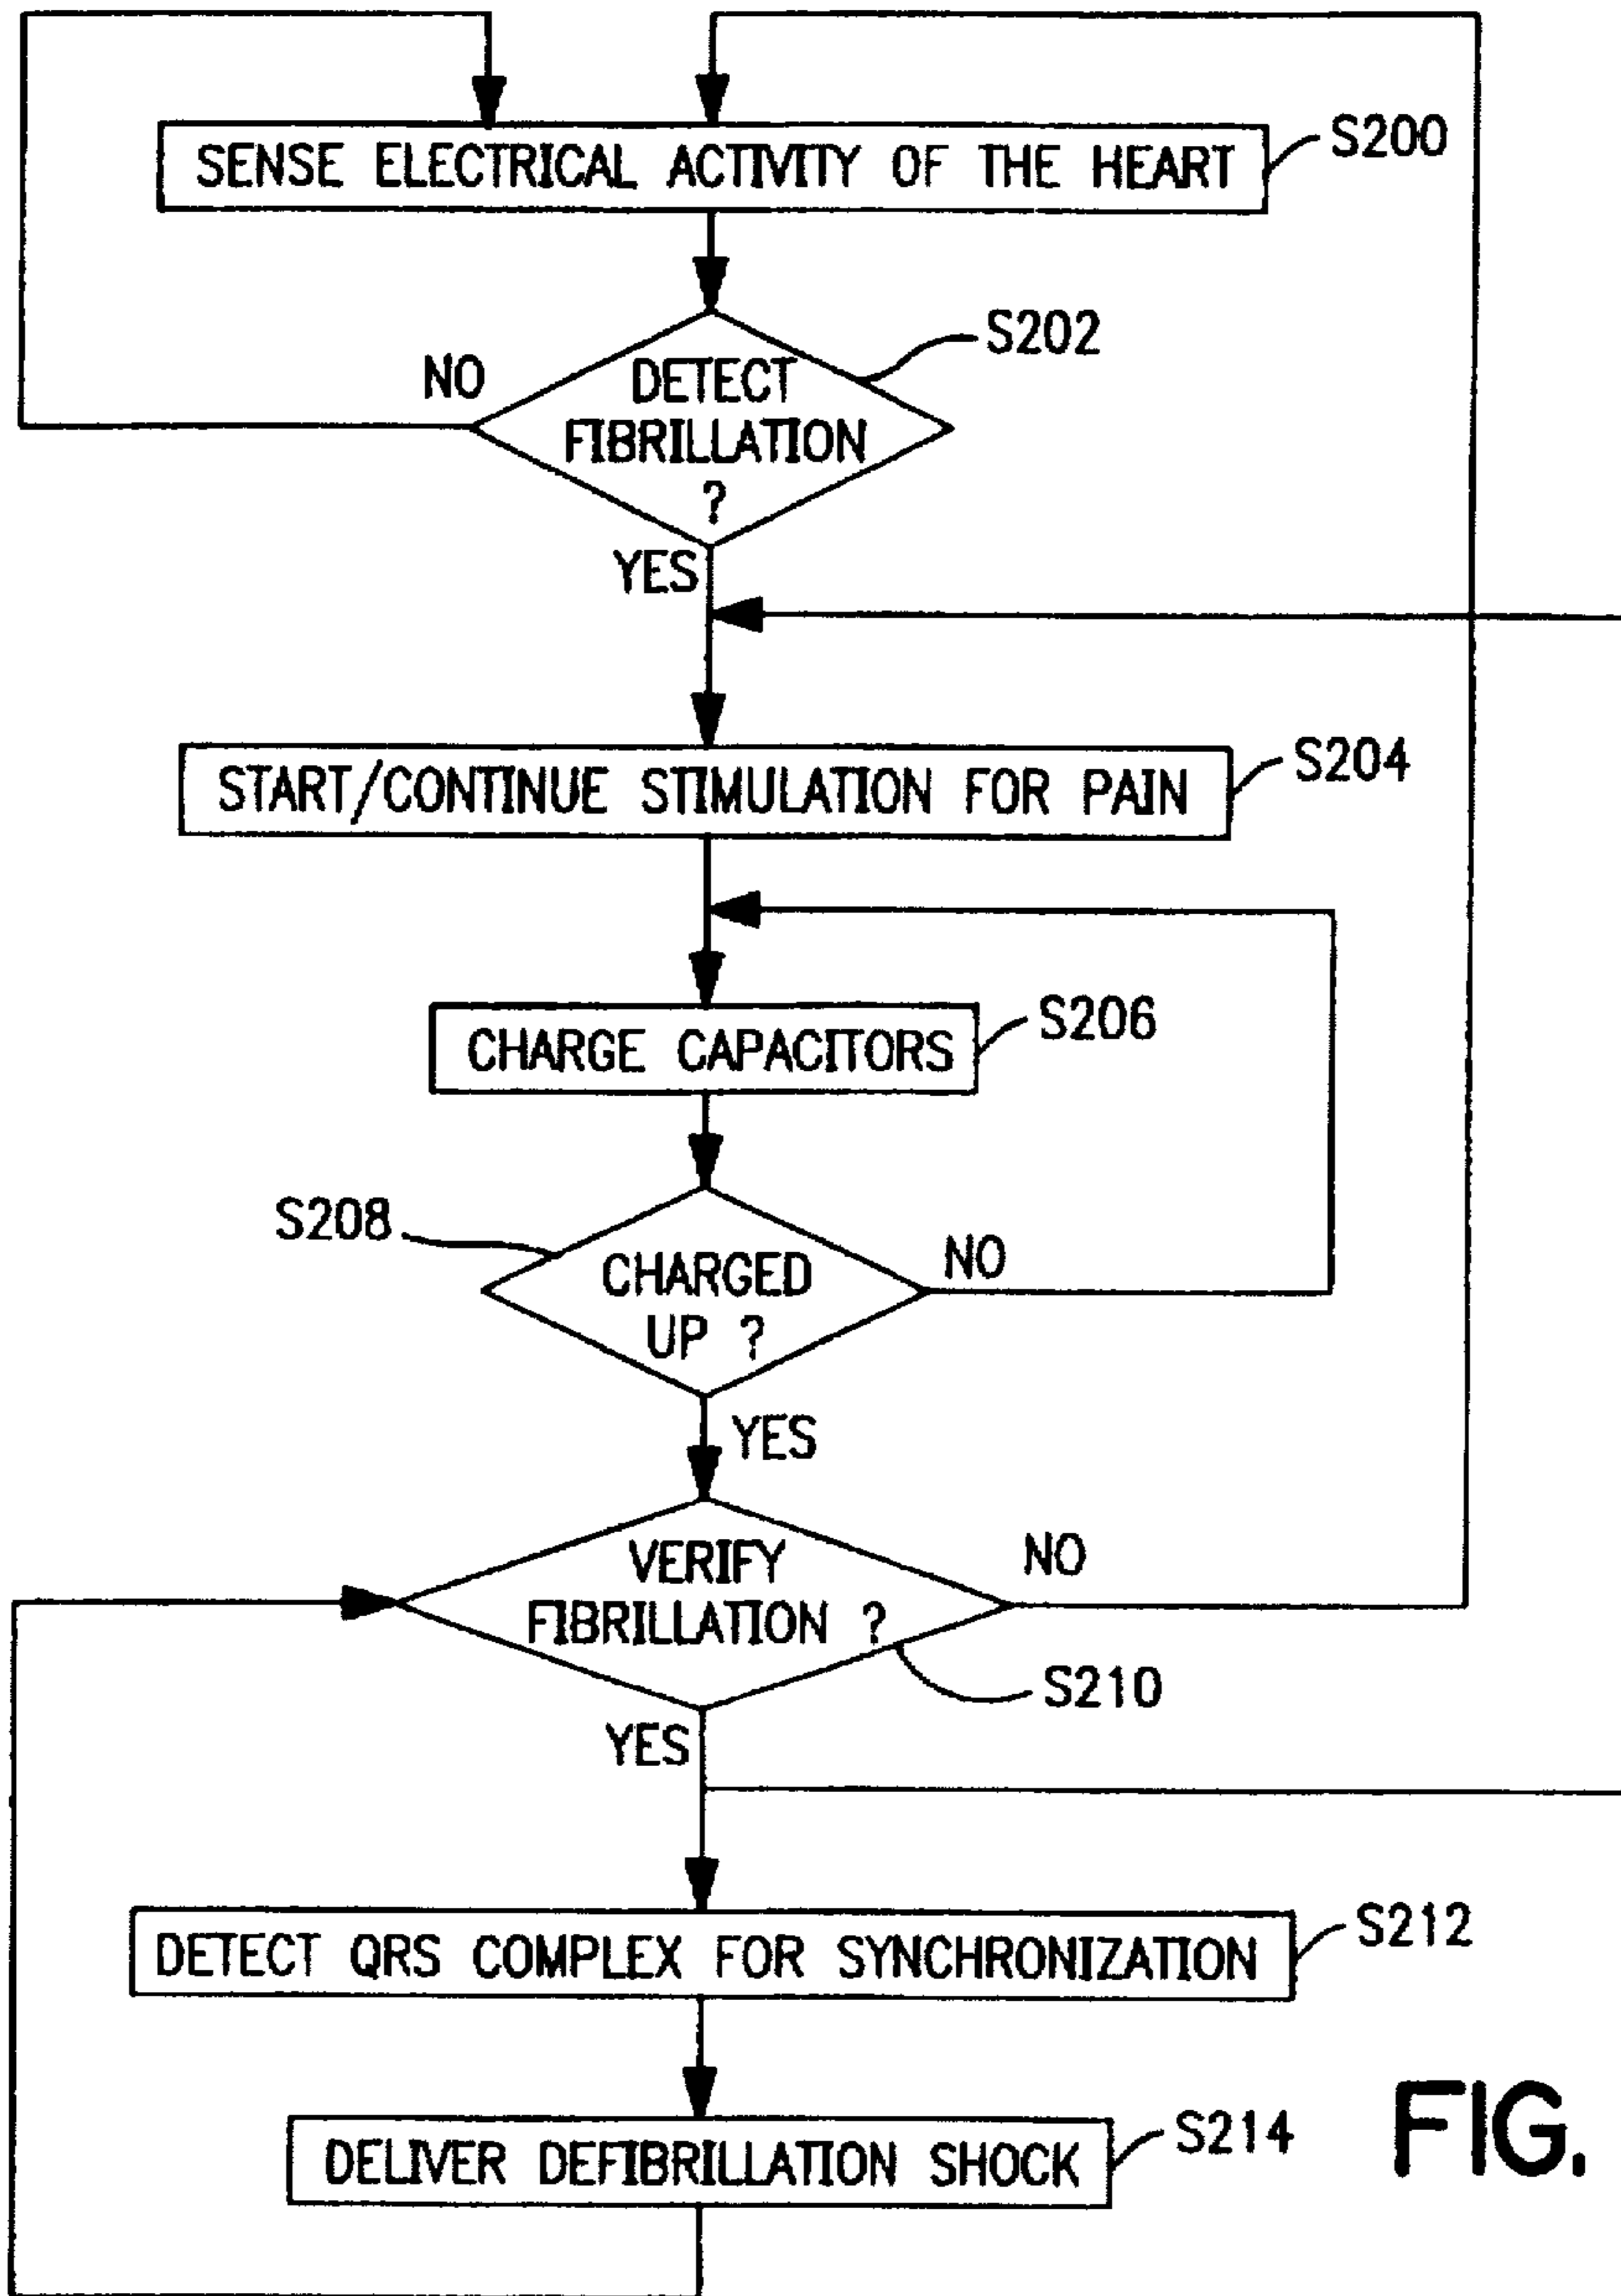 SENSE ELECTRICAL ACTIVITY OF THE HEART
S200
S202
NO
DETECT
FIBRILLATION
?
YES
START/CONTINUE STIMULATION FOR PAIN
S204
CHARGE CAPACITORS
S206
S208
CHARGED
UP ?
NO
YES
VERIFY
FIBRILLATION ?
NO
S210
YES
DETECT QRS COMPLEX FOR SYNCHRONIZATION
S212
DELIVER DEFIBRILLATION SHOCK
S214
FIG.